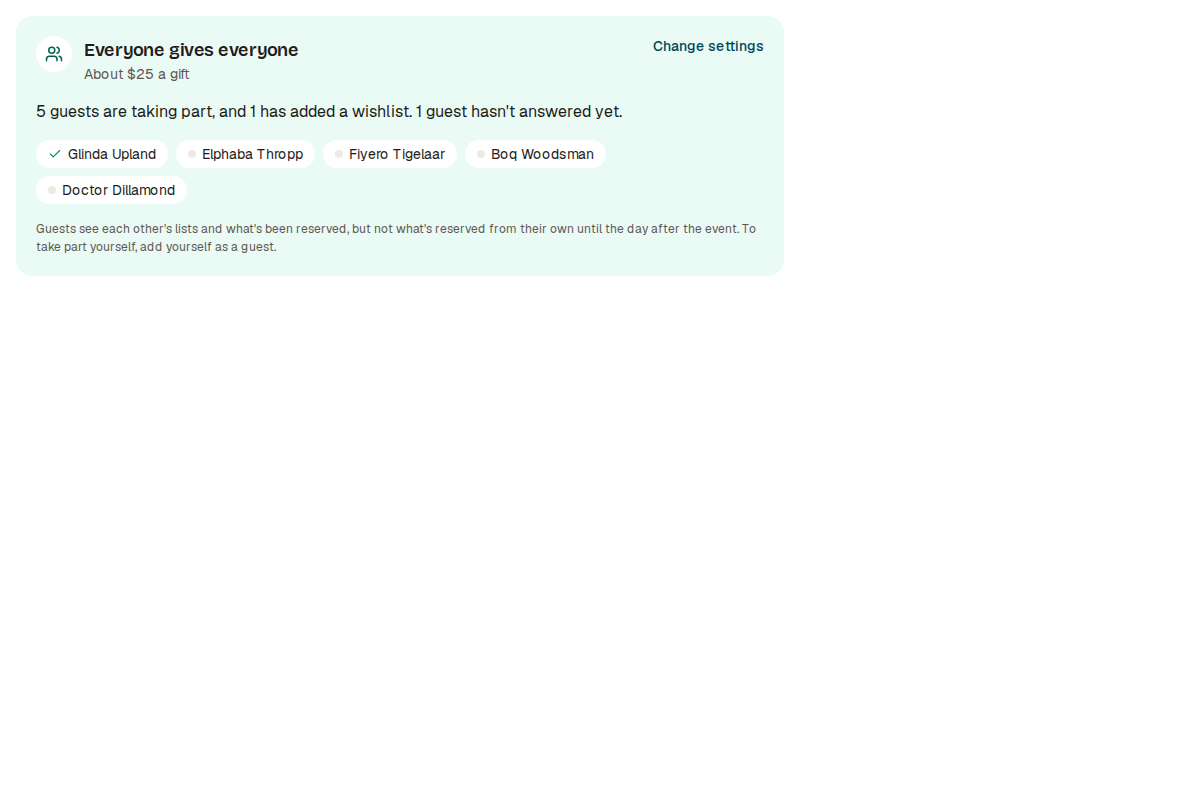 Everyone gives everyone
Change settings
About $25 a gift
5 guests are taking part, and 1 has added a wishlist. 1 guest hasn't answered yet.
Glinda Upland
Elphaba Thropp
Fiyero Tigelaar
Boq Woodsman
Doctor Dillamond
Guests see each other's lists and what's been reserved, but not what's reserved from their own until the day after the event. To
take part yourself, add yourself as a guest.